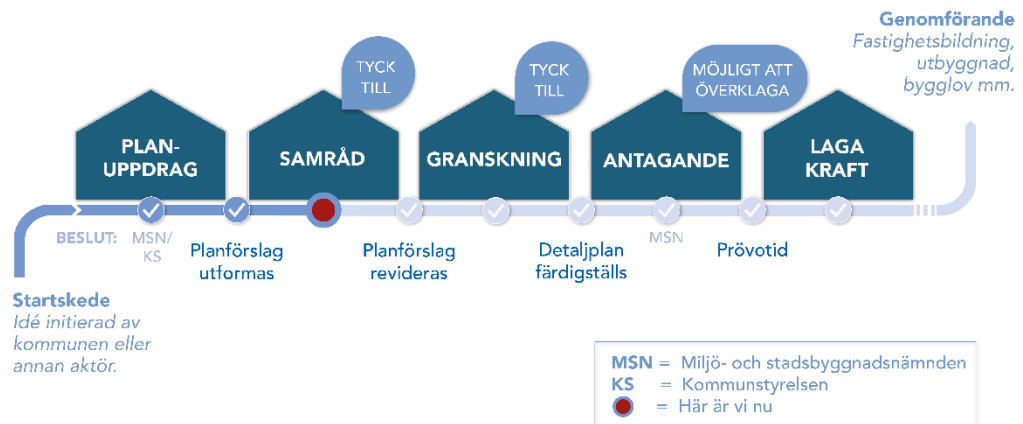 Genomförande
Fastighetsbildning,
utbyggnad,
bygglov mm.
TYCK
TILL
TYCK
TILL
MÖJLIGT ATT
ÖVERKLAGA
PLAN-
UPPDRAG
SAMRÅD
GRANSKNING
ANTAGANDE
LAGA
KRAFT
BESLUT:
MSN/
KS
Planförslag
utformas
Planförslag
revideras
Detaljplan
färdigställs
MSN
Prövotid
Startskede
Idé initierad av
kommunen eller
annan aktör.
MSN = Miljö- och stadsbyggnadsnämnden
KS = Kommunstyrelsen
= Här är vi nu